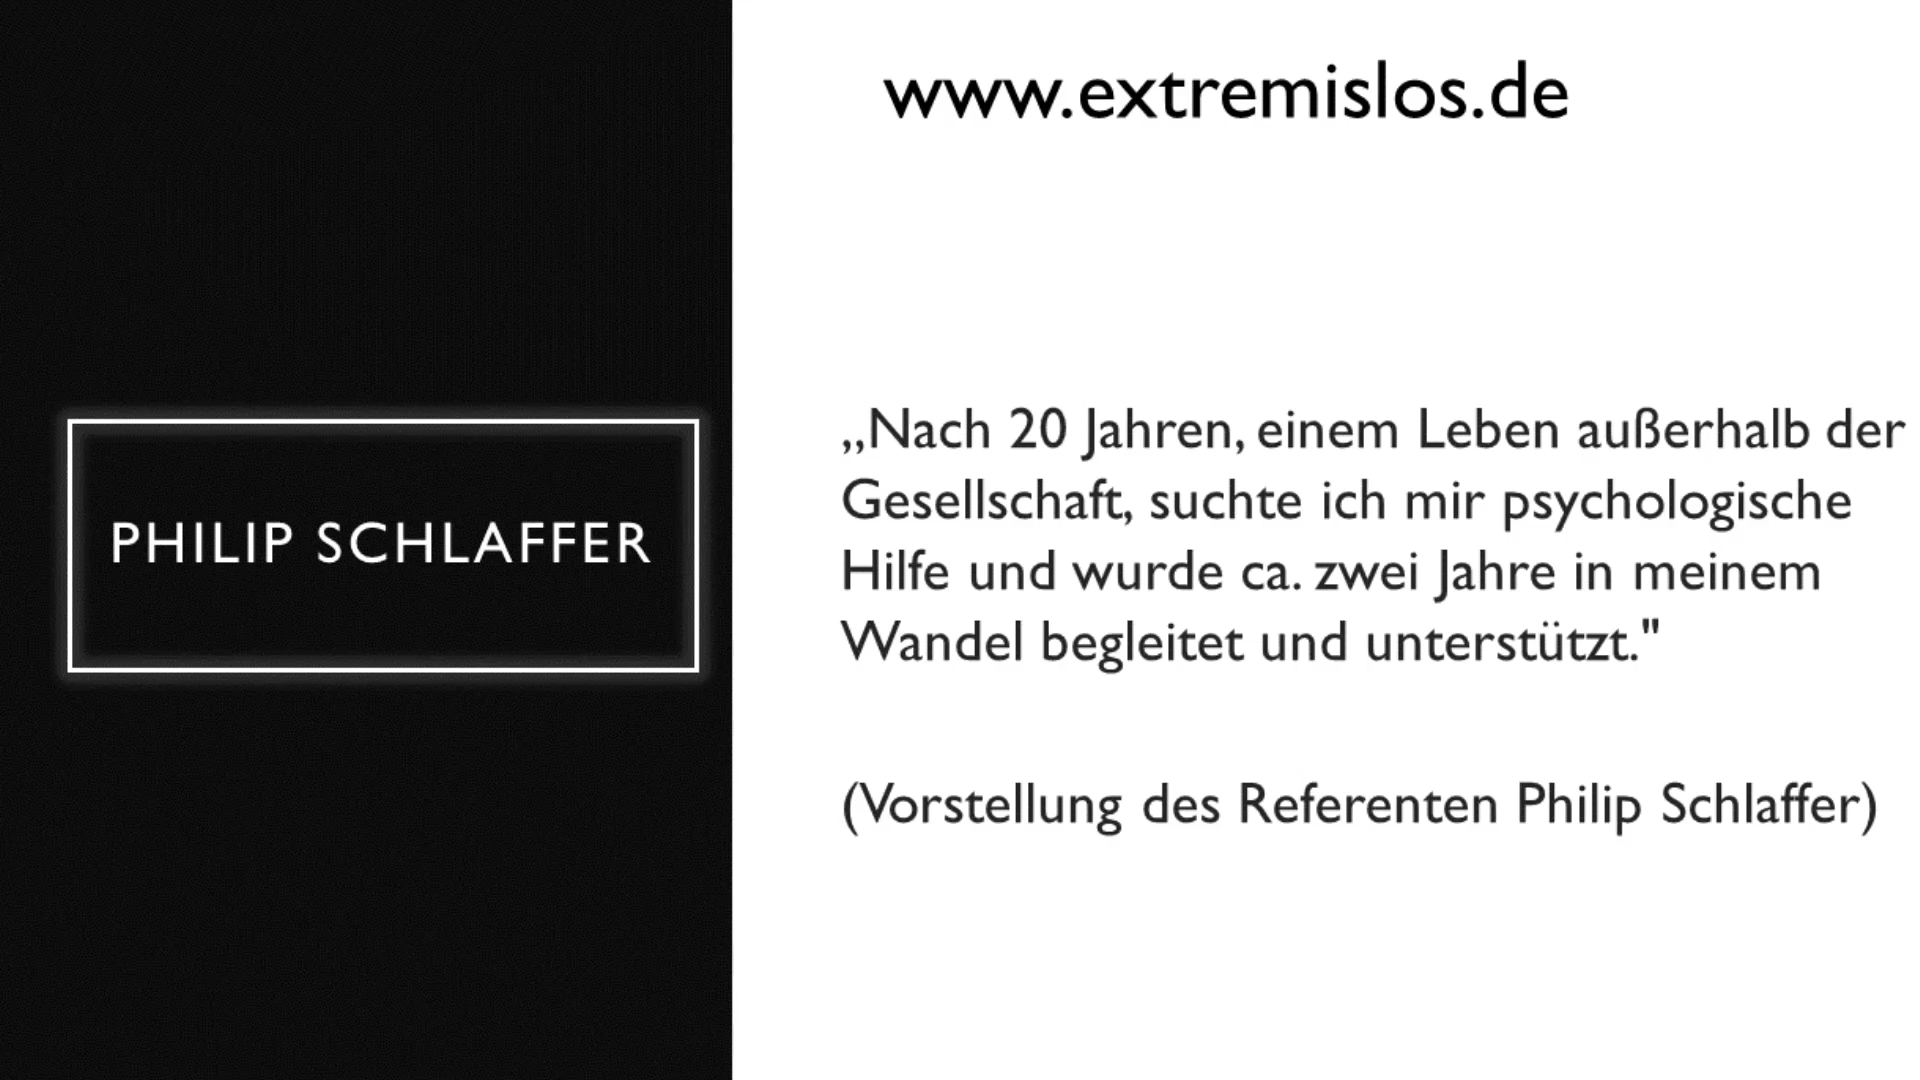 PHILIP SCHLAFFER
www.extremislos.de
„Nach 20 Jahren, einem Leben außerhalb der
Gesellschaft, suchte ich mir psychologische
Hilfe und wurde ca. zwei Jahre in meinem
Wandel begleitet und unterstützt."
(Vorstellung des Referenten Philip Schlaffer)